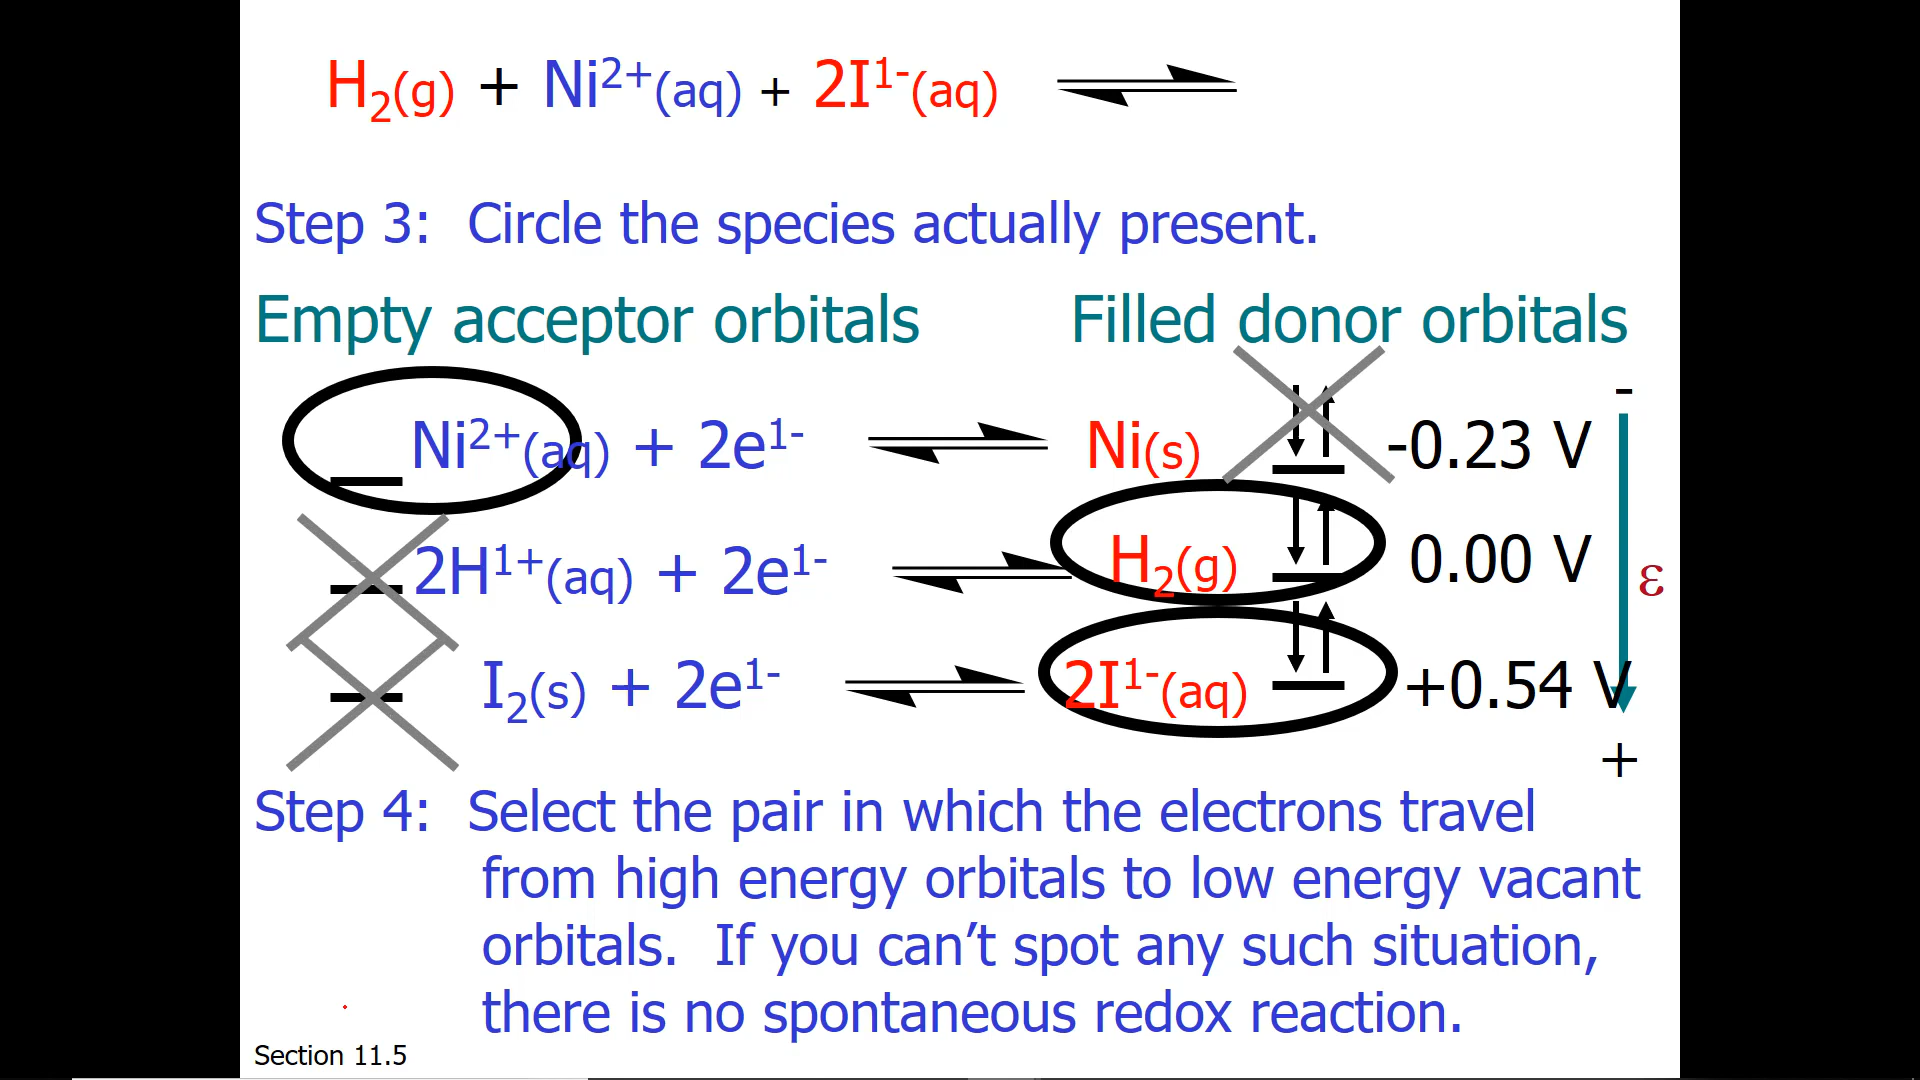 H₂(g) + Ni²⁺(aq) + 2I¹⁻(aq) ⇌
Step 3: Circle the species actually present.
Empty acceptor orbitals Filled donor orbitals
-
Ni²⁺(aq) + 2e¹⁻ ⇌ Ni(s) -0.23 V
2H¹⁺(aq) + 2e¹⁻ ⇌ H₂(g) 0.00 V
ε
I₂(s) + 2e¹⁻ ⇌ 2I¹⁻(aq) +0.54 V
+
Step 4: Select the pair in which the electrons travel
from high energy orbitals to low energy vacant
orbitals. If you can’t spot any such situation,
there is no spontaneous redox reaction.
Section 11.5